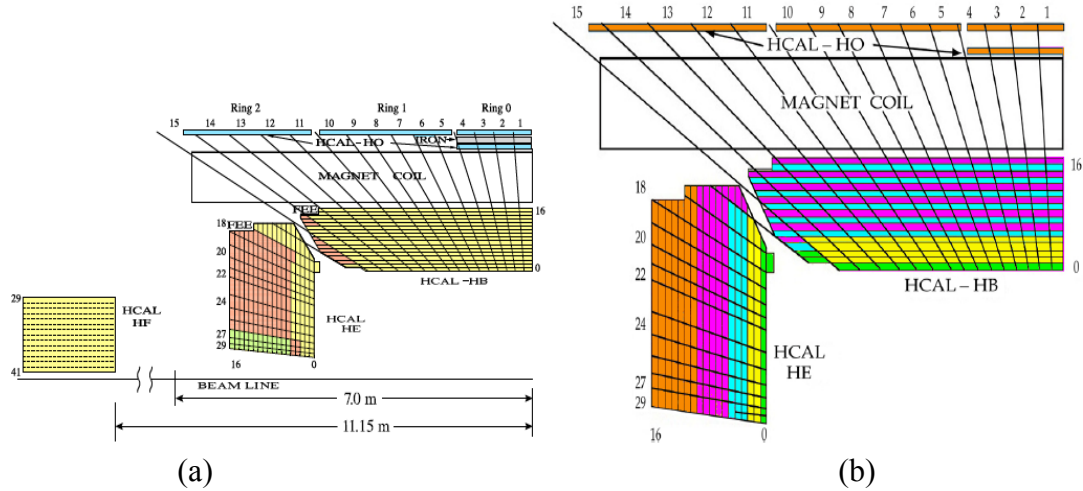 Ring 2 Ring 1 Ring 0
15 14 13 12 11 10 9 8 7 6 5 4 3 2 1
HCAL-HO
IRON
MAGNET COIL
FEE
16
18 FEE
20
22
24
27
29
16 0
0
HCAL-HB
HCAL
HE
29
HCAL
HF
41
BEAM LINE
7.0 m
11.15 m
(a)
15 14 13 12 11 10 9 8 7 6 5 4 3 2 1
HCAL - HO
MAGNET COIL
16
18
20
22
24
27
29
16 0
0
HCAL - HB
HCAL
HE
(b)